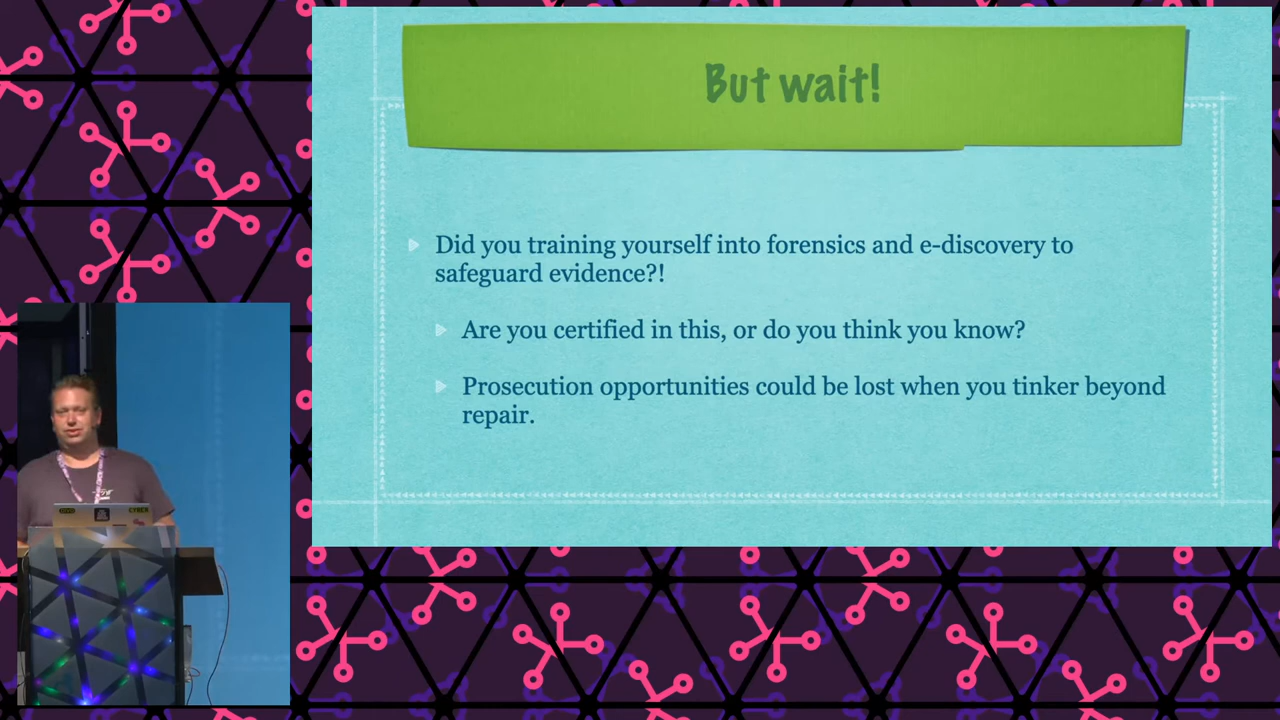 But wait!
Did you training yourself into forensics and e-discovery to
safeguard evidence?!
Are you certified in this, or do you think you know?
Prosecution opportunities could be lost when you tinker beyond
repair.
CYBER